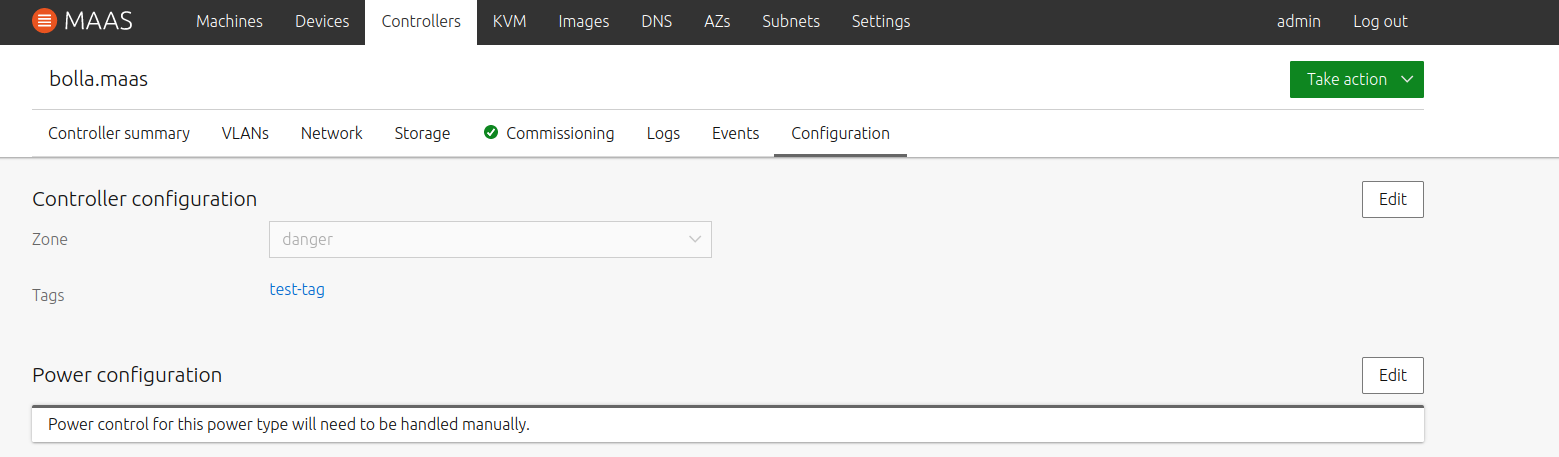 MAAS Machines Devices Controllers KVM Images DNS AZs Subnets Settings admin Log out
bolla.maas Take action
Controller summary VLANs Network Storage Commissioning Logs Events Configuration
Controller configuration Edit
Zone danger
Tags test-tag
Power configuration Edit
Power control for this power type will need to be handled manually.